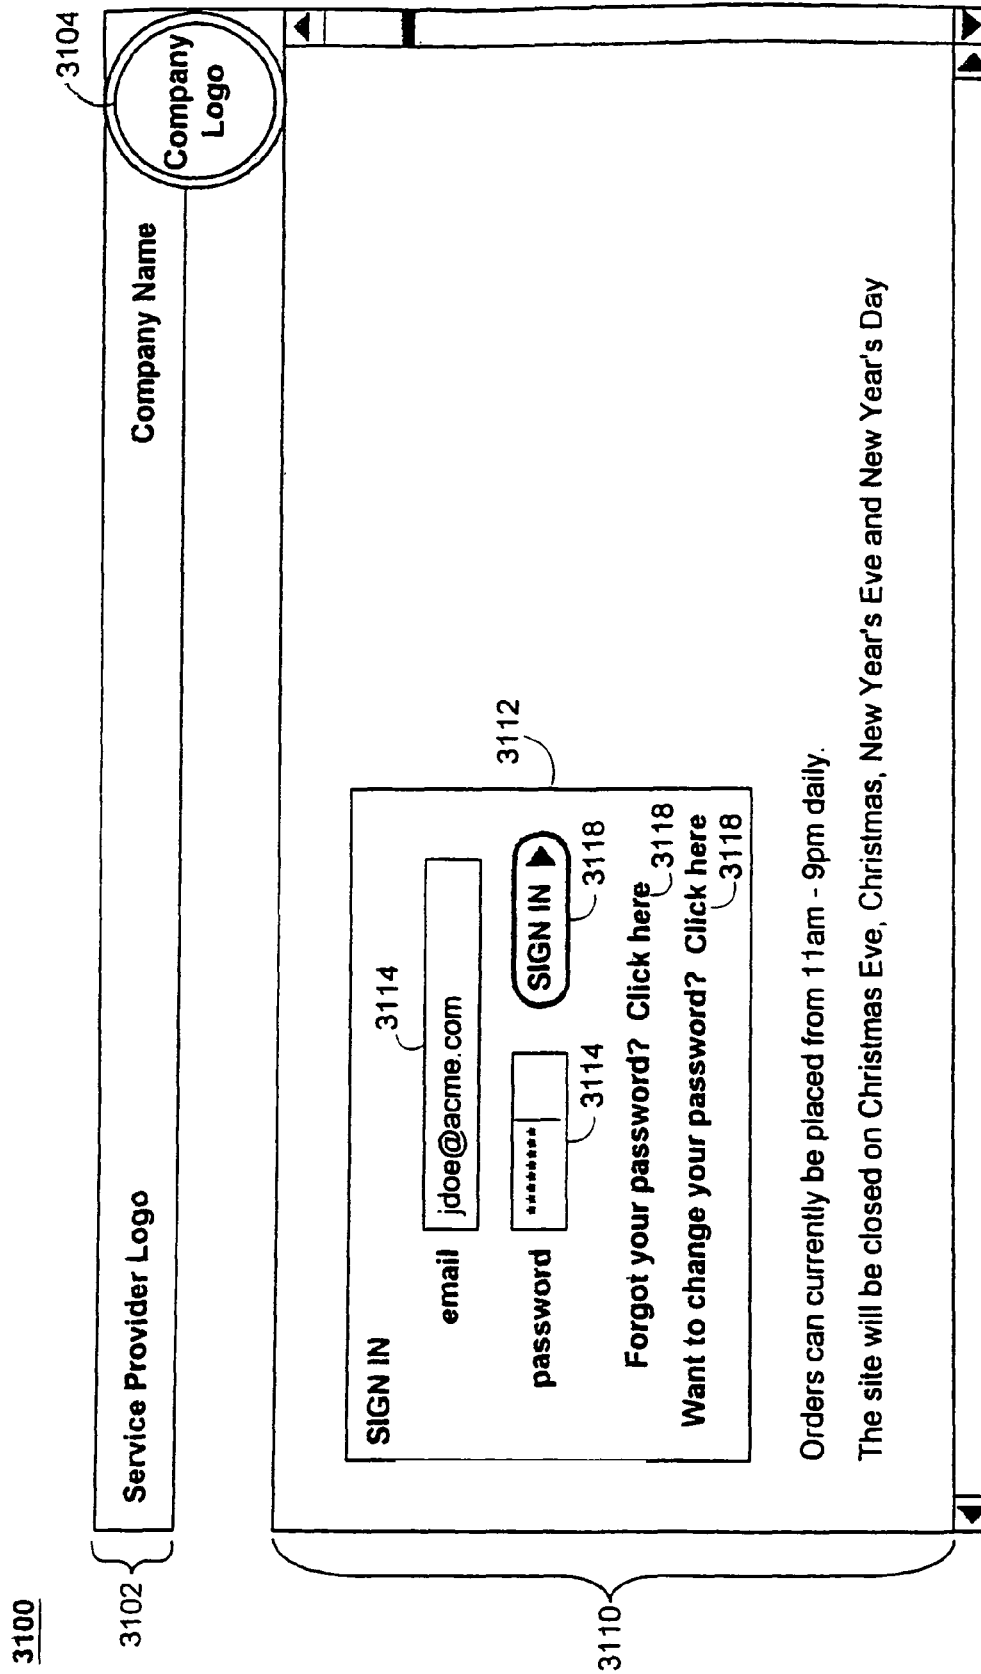 3100
3102
3104
Service Provider Logo
Company Name
Company
Logo
3110
3112
SIGN IN
3114
email
jdoe@acme.com
password
********
SIGN IN
3114
3118
Forgot your password? Click here
3118
Want to change your password? Click here
3118
Orders can currently be placed from 11am - 9pm daily.
The site will be closed on Christmas Eve, Christmas, New Year's Eve and New Year's Day